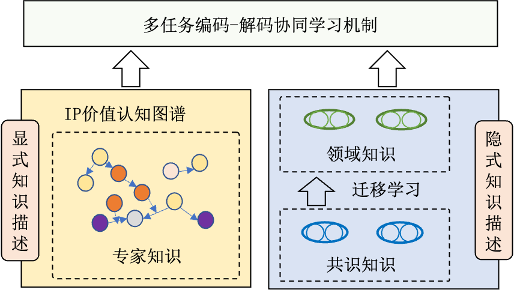 多任务编码-解码协同学习机制
IP价值认知图谱
显式知识描述
专家知识
领域知识
迁移学习
共识知识
隐式知识描述